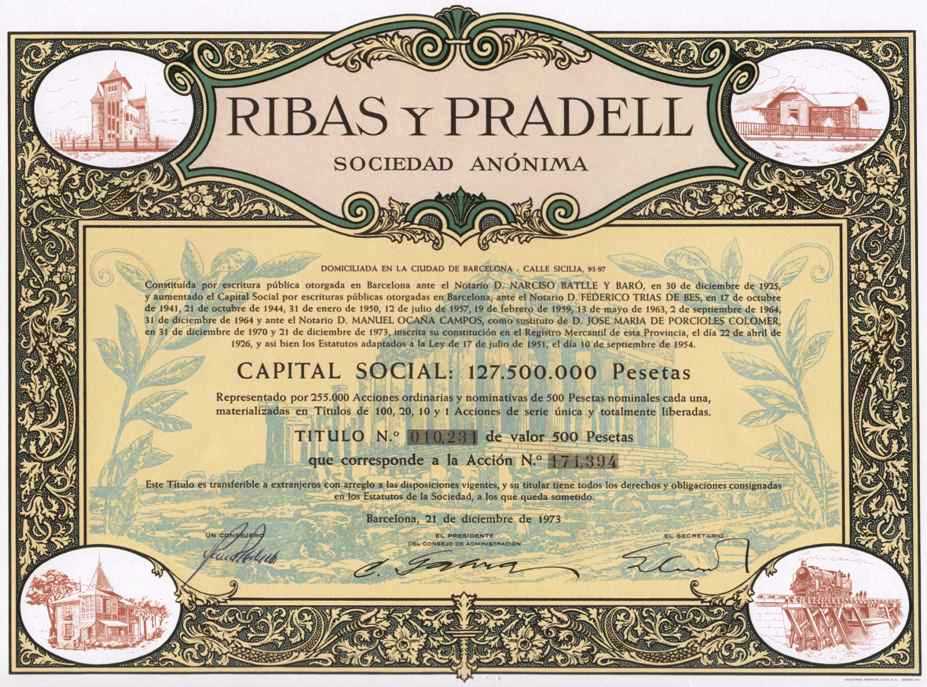 RIBAS Y PRADELL
SOCIEDAD ANÓNIMA
DOMICILIADA EN LA CIUDAD DE BARCELONA - CALLE SICILIA, 93-97
Constituída por escritura pública otorgada en Barcelona ante el Notario D. NARCISO BATLLE Y BARÓ, en 30 de diciembre de 1925,
y aumentado el Capital Social por escrituras públicas otorgadas en Barcelona, ante el Notario D. FEDERICO TRIAS DE BES, en 17 de octubre
de 1941, 21 de octubre de 1944, 31 de enero de 1950, 12 de julio de 1957, 19 de febrero de 1959, 13 de mayo de 1963, 2 de septiembre de 1964,
31 de diciembre de 1964 y ante el Notario D. MANUEL OCAÑA CAMPOS, como sustituto de D. JOSE MARIA DE PORCIOLES COLOMER,
en 31 de diciembre de 1970 y 21 de diciembre de 1973, inscrita su constitución en el Registro Mercantil de esta Provincia, el día 22 de abril de
1926, y así bien los Estatutos adaptados a la Ley de 17 de julio de 1951, el día 10 de septiembre de 1954.
CAPITAL SOCIAL: 127.500.000 Pesetas
Representado por 255.000 Acciones ordinarias y nominativas de 500 Pesetas nominales cada una,
materializadas en Títulos de 100, 20, 10 y 1 Acciones de serie única y totalmente liberadas.
TITULO N.º 010,231 de valor 500 Pesetas
que corresponde a la Acción N.º 171,394
Este Título es transferible a extranjeros con arreglo a las disposiciones vigentes, y su titular tiene todos los derechos y obligaciones consignadas
en los Estatutos de la Sociedad, a los que queda sometido.
Barcelona, 21 de diciembre de 1973
UN CONSEJERO
EL PRESIDENTE
DEL CONSEJO DE ADMINISTRACIÓN
EL SECRETARIO